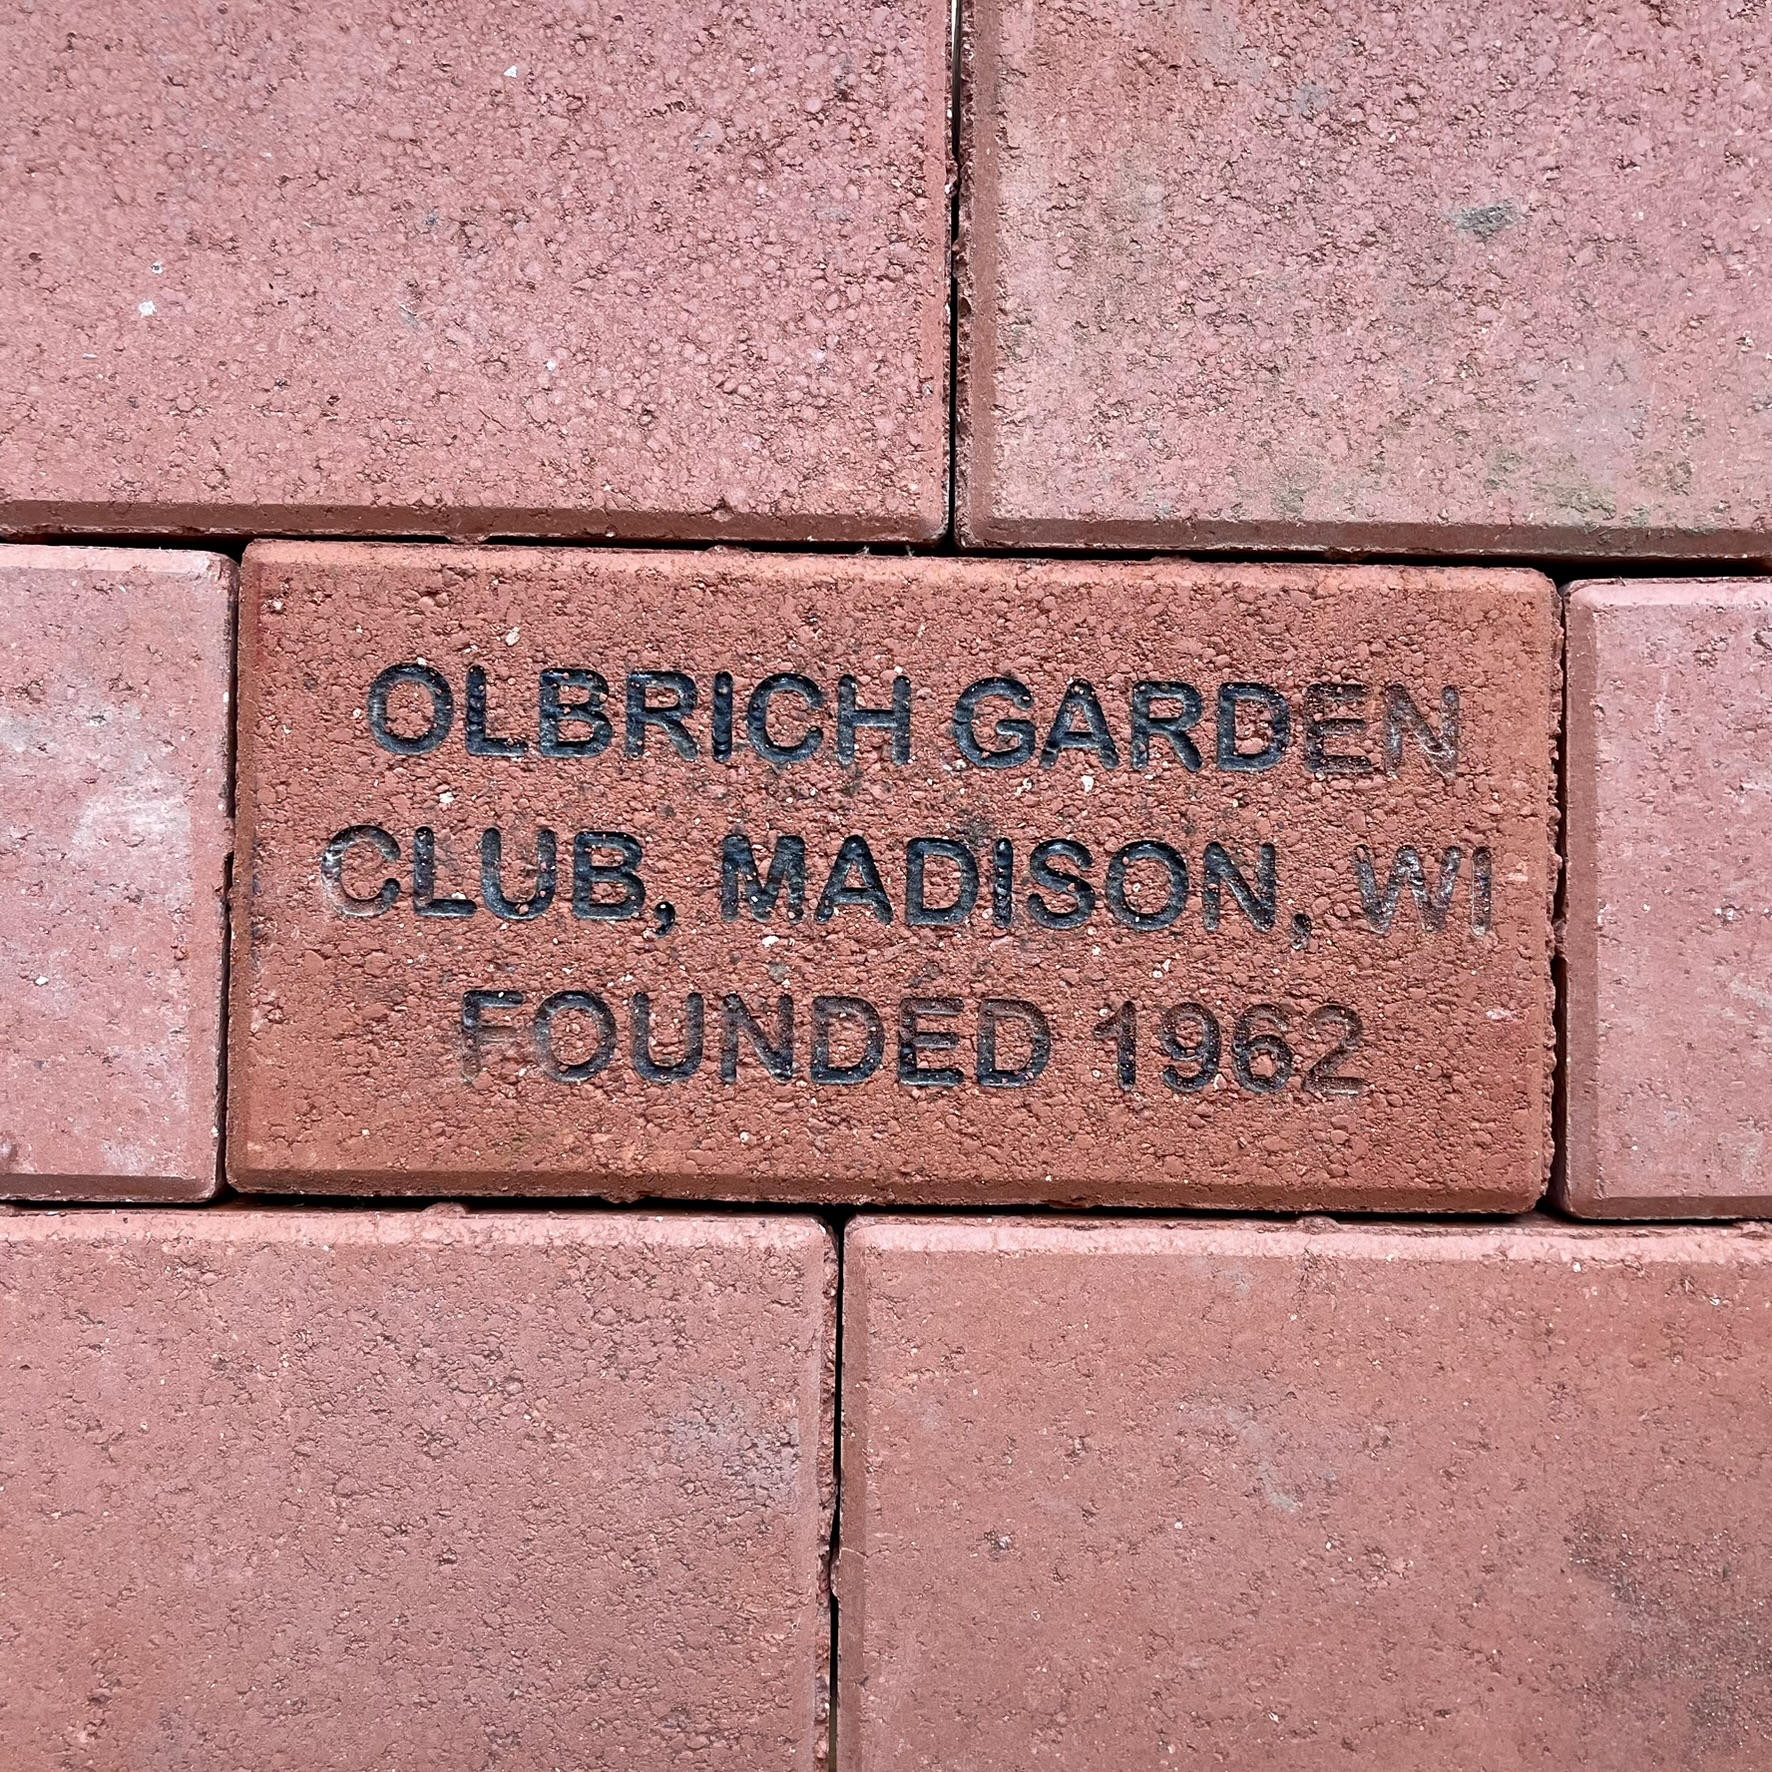 OLBRICH GARDEN
CLUB, MADISON, WI
FOUNDED 1962